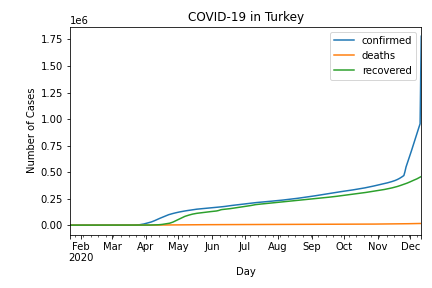 COVID-19 in Turkey
1e6
1.75
1.50
1.25
1.00
0.75
0.50
0.25
0.00
Number of Cases
confirmed
deaths
recovered
Feb Mar Apr May Jun Jul Aug Sep Oct Nov Dec
2020
Day